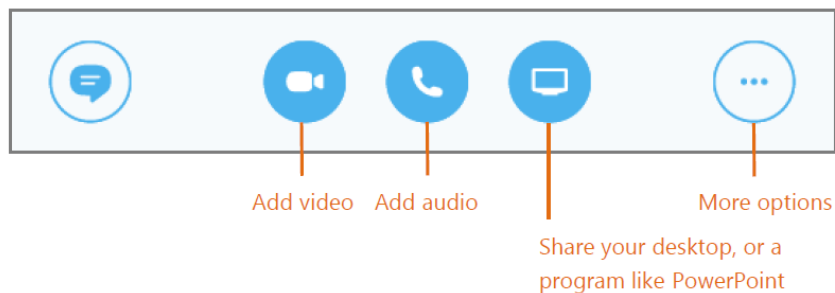 Add video
Add audio
More options
Share your desktop, or a
program like PowerPoint